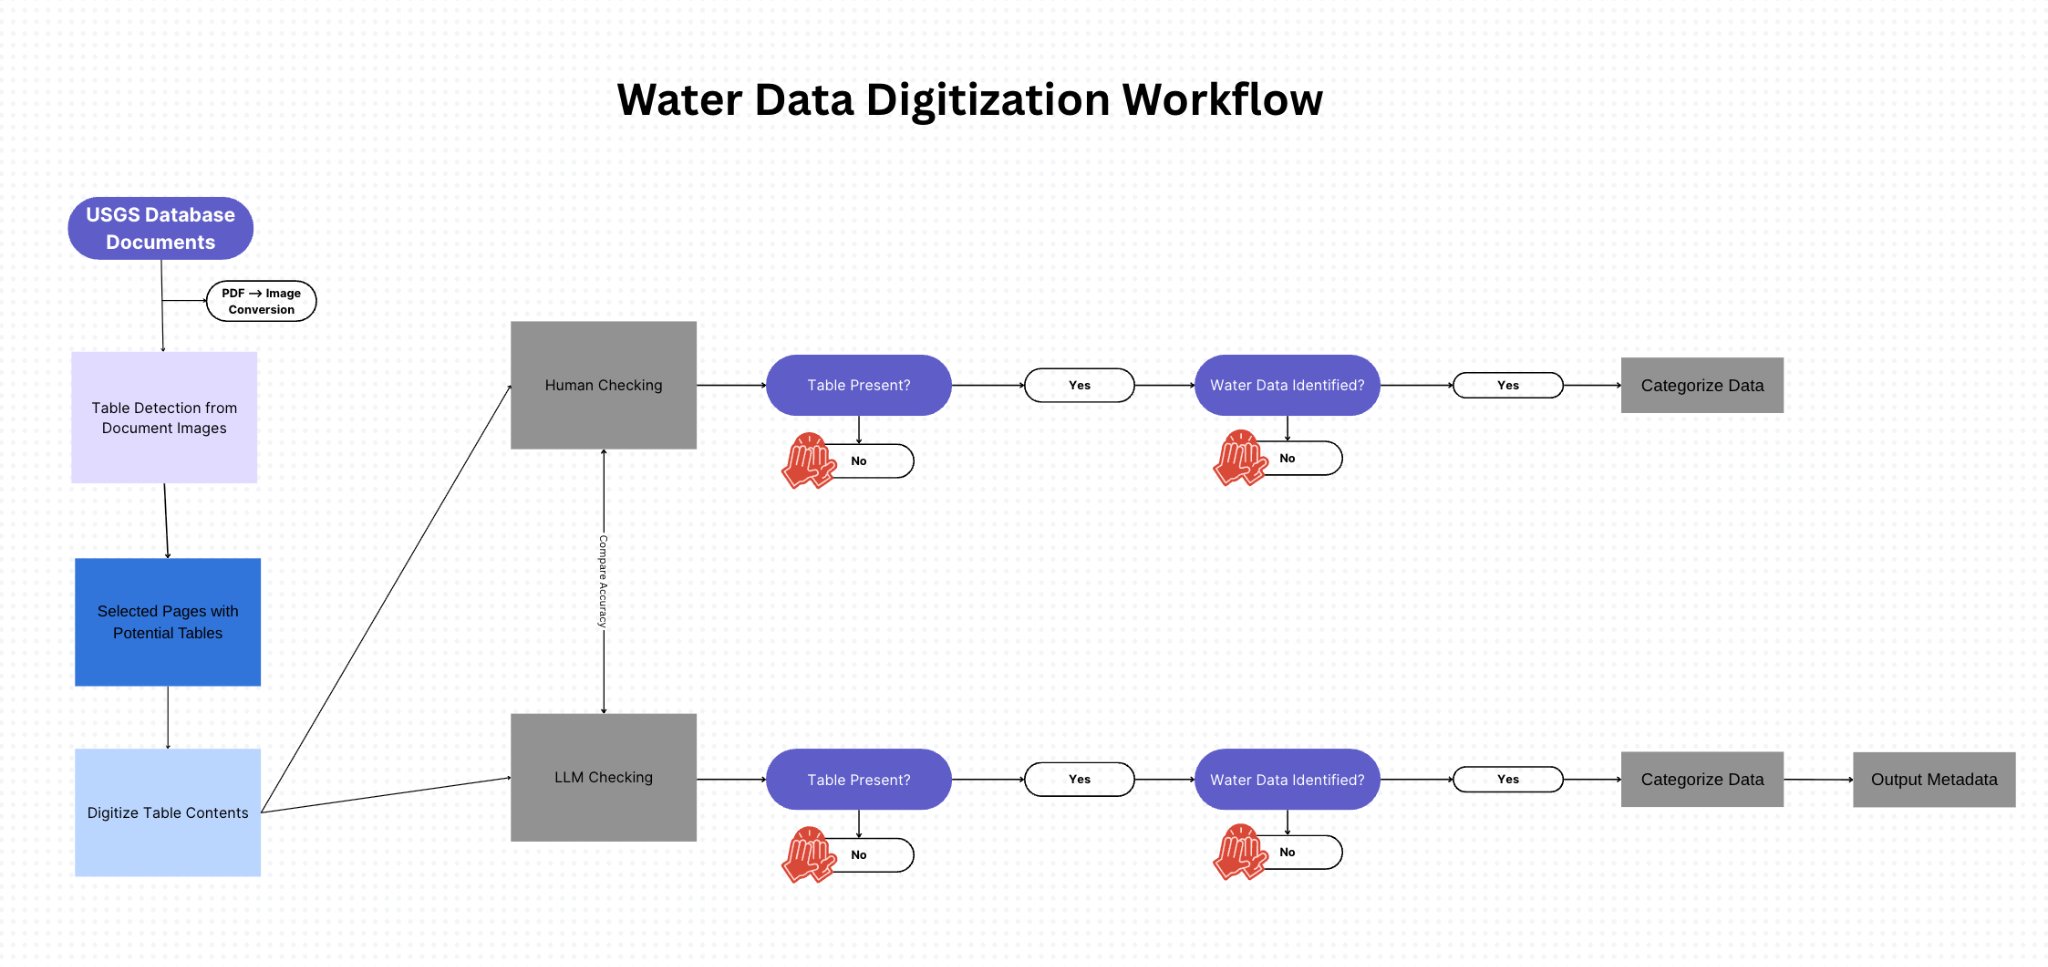 Water Data Digitization Workflow
USGS Database
Documents
PDF → Image
Conversion
Table Detection from
Document Images
Selected Pages with
Potential Tables
Digitize Table Contents
Human Checking
Table Present?
Yes
Water Data Identified?
Yes
Categorize Data
No
No
Compare Accuracy
LLM Checking
Table Present?
Yes
Water Data Identified?
Yes
Categorize Data
Output Metadata
No
No